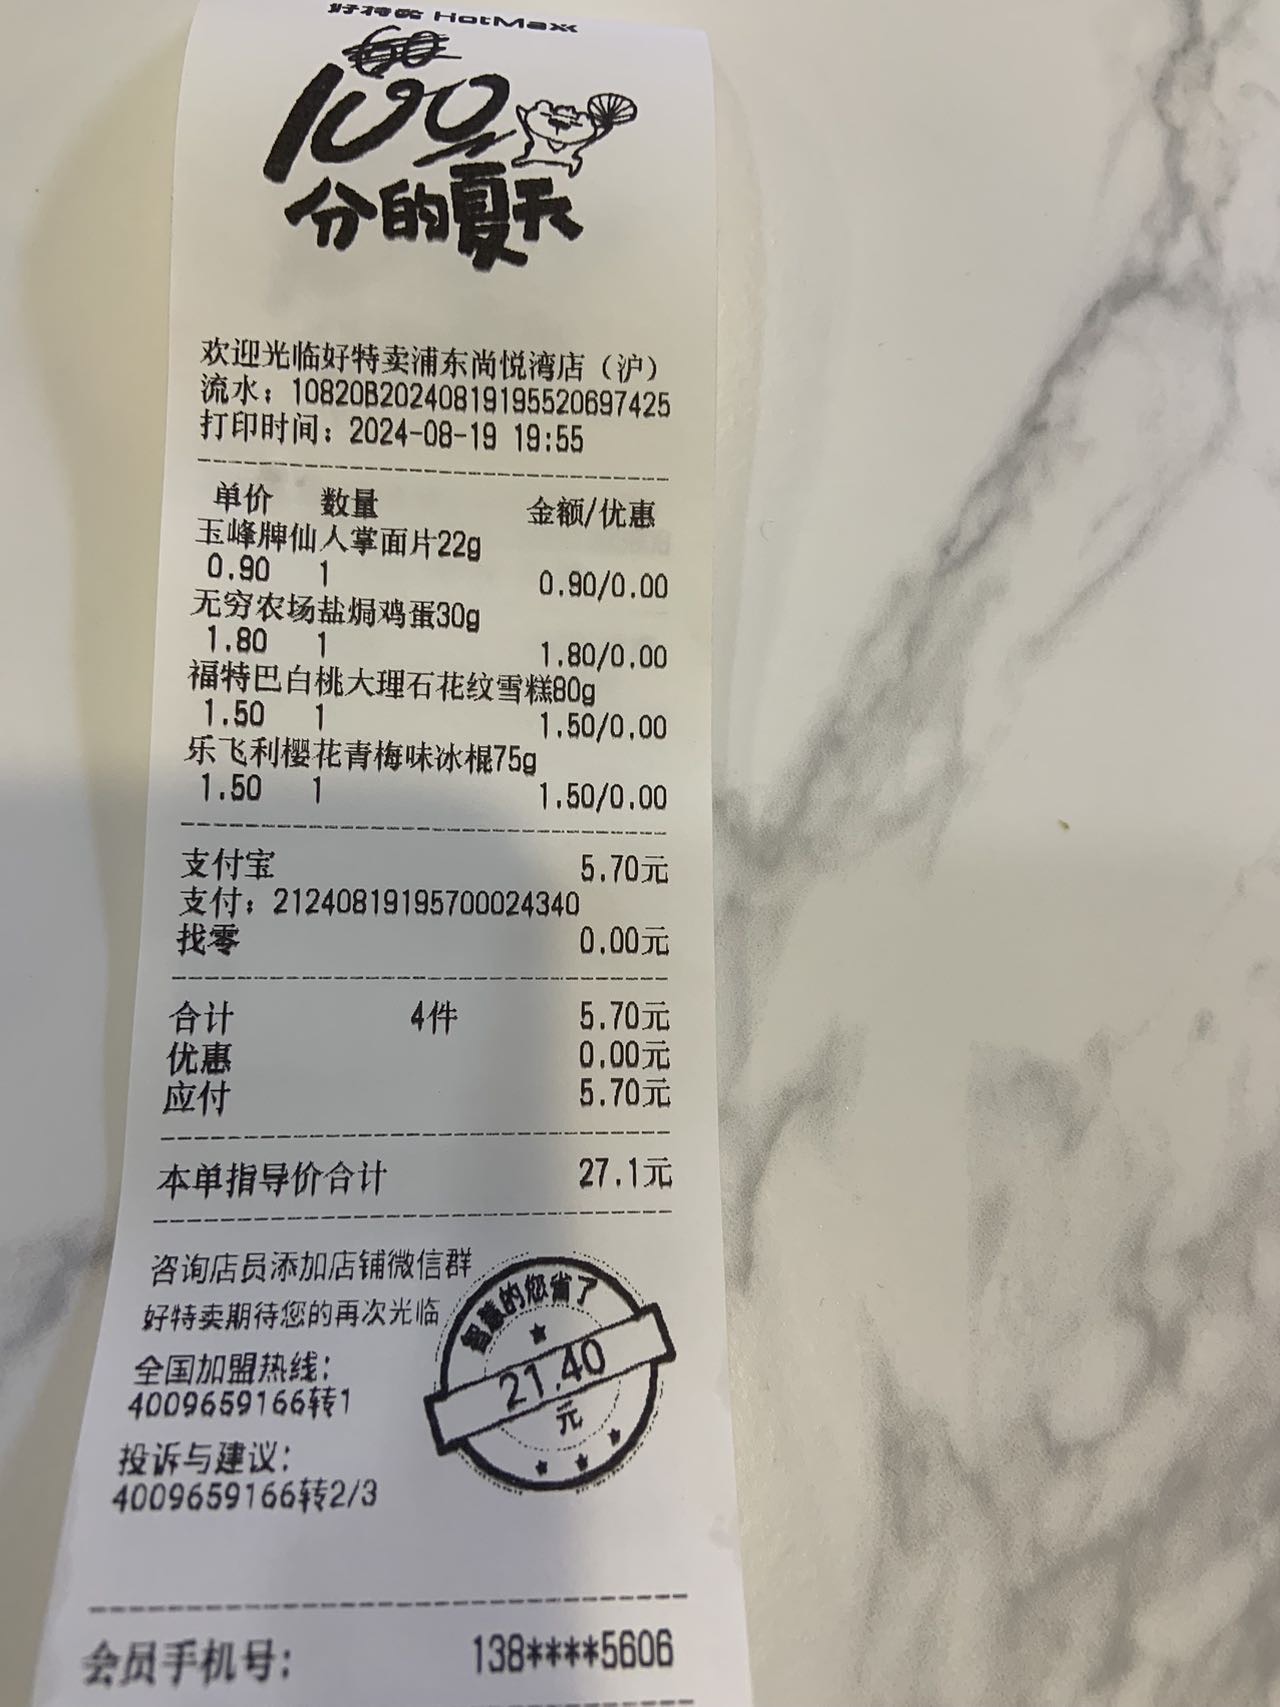 好特卖 HotMaxx
60
100
分的夏天
欢迎光临好特卖浦东尚悦湾店（沪）
流水：10820B20240819195520697425
打印时间：2024-08-19 19:55
单价 数量 金额/优惠
玉峰牌仙人掌面片22g
0.90 1 0.90/0.00
无穷农场盐焗鸡蛋30g
1.80 1 1.80/0.00
福特巴白桃大理石花纹雪糕80g
1.50 1 1.50/0.00
乐飞利樱花青梅味冰棍75g
1.50 1 1.50/0.00
支付宝 5.70元
支付：21240819195700024340
找零 0.00元
合计 4件 5.70元
优惠 0.00元
应付 5.70元
本单指导价合计 27.1元
咨询店员添加店铺微信群
好特卖期待您的再次光临
全国加盟热线：
4009659166转1
投诉与建议：
4009659166转2/3
智慧的您省了
21.40
元
会员手机号： 138****5606